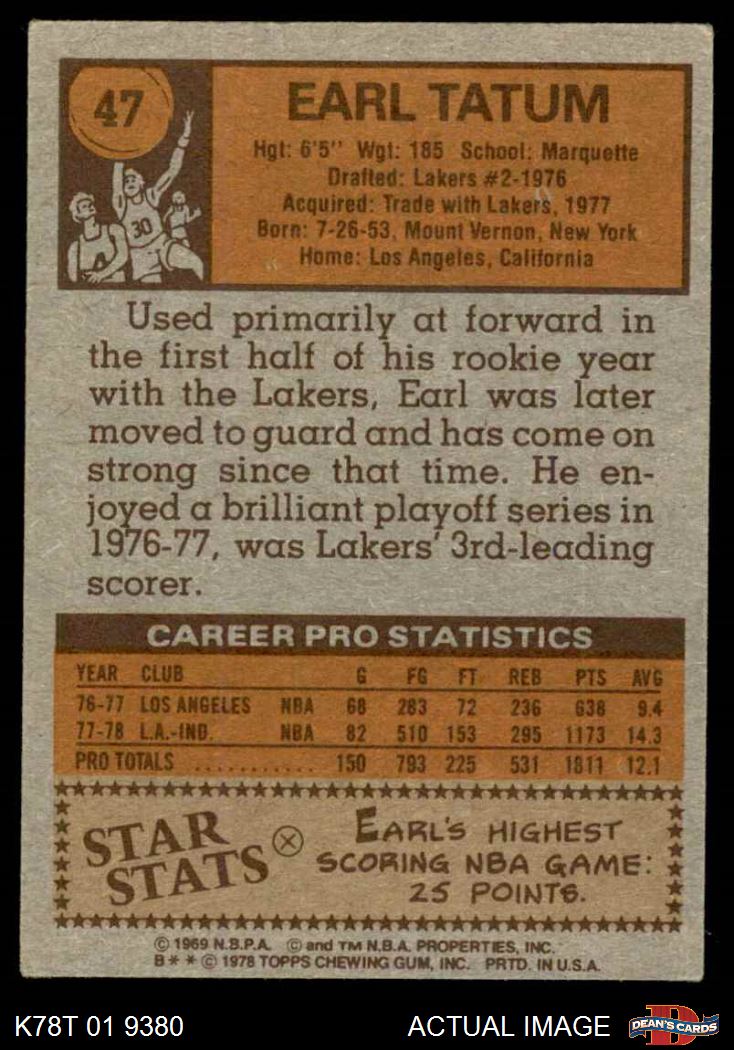 47
EARL TATUM
Hgt: 6'5" Wgt: 185 School: Marquette
Drafted: Lakers #2-1976
Acquired: Trade with Lakers, 1977
Born: 7-26-53, Mount Vernon, New York
Home: Los Angeles, California
30
4
Used primarily at forward in
the first half of his rookie year
with the Lakers, Earl was later
moved to guard and has come on
strong since that time. He en-
joyed a brilliant playoff series in
1976-77, was Lakers' 3rd-leading
scorer.
CAREER PRO STATISTICS
YEAR CLUB G FG FT REB PTS AVG
76-77 LOS ANGELES NBA 68 283 72 236 638 9.4
77-78 L.A.-IND. NBA 82 510 153 295 1173 14.3
PRO TOTALS ........... 150 793 225 531 1811 12.1
STAR STATS
EARL'S HIGHEST
SCORING NBA GAME:
25 POINTS.
© 1969 N.B.P.A. © and TM N.B.A. PROPERTIES, INC.
B * * © 1978 TOPPS CHEWING GUM, INC. PRTD. IN U.S.A.
K78T 01 9380 ACTUAL IMAGE D DEAN'S CARDS